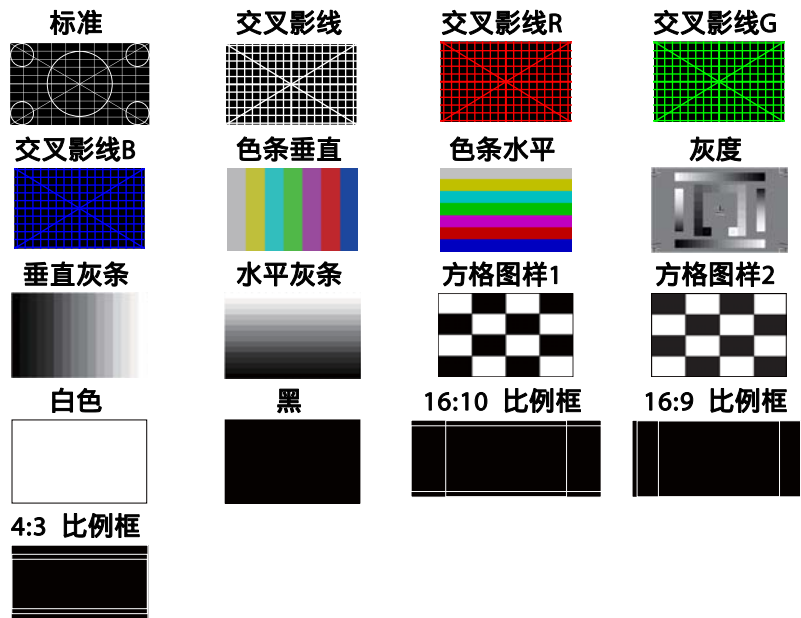 标准 交叉影线 交叉影线R 交叉影线G
交叉影线B 色条垂直 色条水平 灰度
垂直灰条 水平灰条 方格图样1 方格图样2
白色 黑 16:10 比例框 16:9 比例框
4:3 比例框